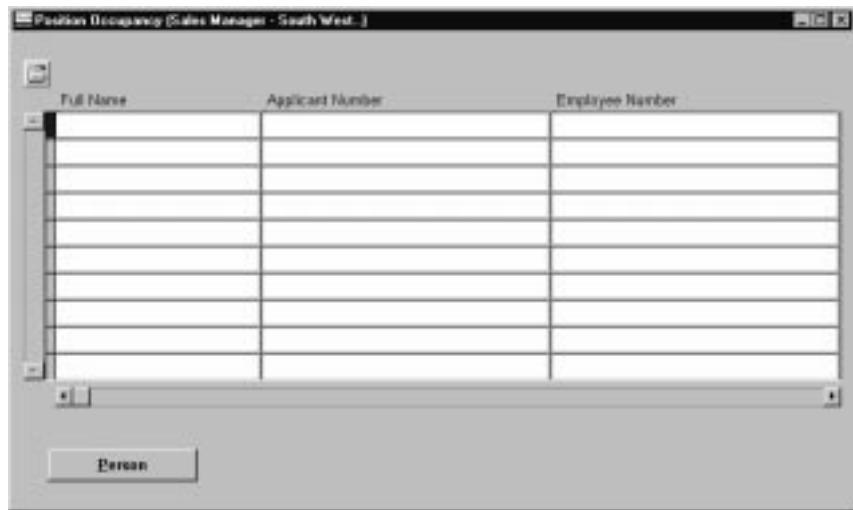 Position Occupancy (Sales Manager - South West..)
Full Name Applicant Number Employee Number
Person